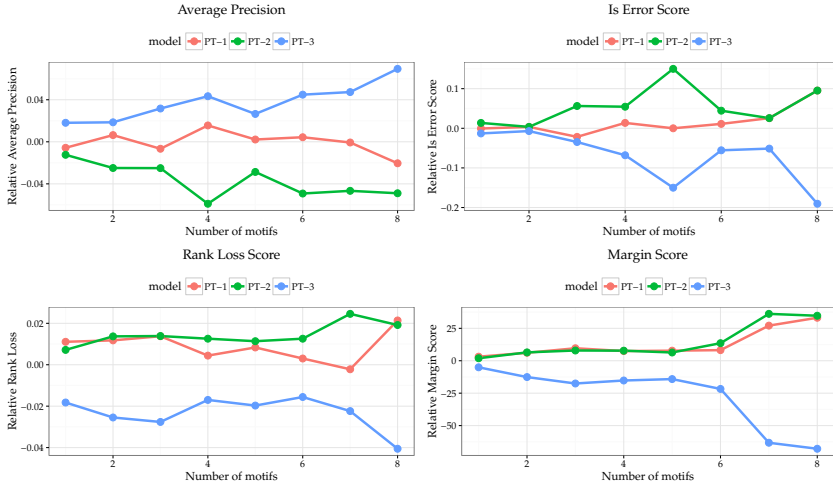 Average Precision
model PT−1 PT−2 PT−3
0.04
0.00
−0.04
Relative Average Precision
2 4 6 8
Number of motifs
Is Error Score
model PT−1 PT−2 PT−3
0.1
0.0
−0.1
−0.2
Relative Is Error Score
2 4 6 8
Number of motifs
Rank Loss Score
model PT−1 PT−2 PT−3
0.02
0.00
−0.02
−0.04
Relative Rank Loss
2 4 6 8
Number of motifs
Margin Score
model PT−1 PT−2 PT−3
25
0
−25
−50
Relative Margin Score
2 4 6 8
Number of motifs